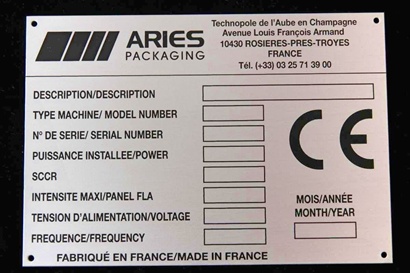 ARIES
PACKAGING
Technopole de l'Aube en Champagne
Avenue Louis François Armand
10430 ROSIERES-PRES-TROYES
FRANCE
Tél. (+33) 03 25 71 39 00
DESCRIPTION/DESCRIPTION
TYPE MACHINE/ MODEL NUMBER
N° DE SERIE/ SERIAL NUMBER
PUISSANCE INSTALLEE/POWER
SCCR
INTENSITE MAXI/PANEL FLA
TENSION D'ALIMENTATION/VOLTAGE
FREQUENCE/FREQUENCY
CE
MOIS/ANNÉE
MONTH/YEAR
FABRIQUÉ EN FRANCE/MADE IN FRANCE